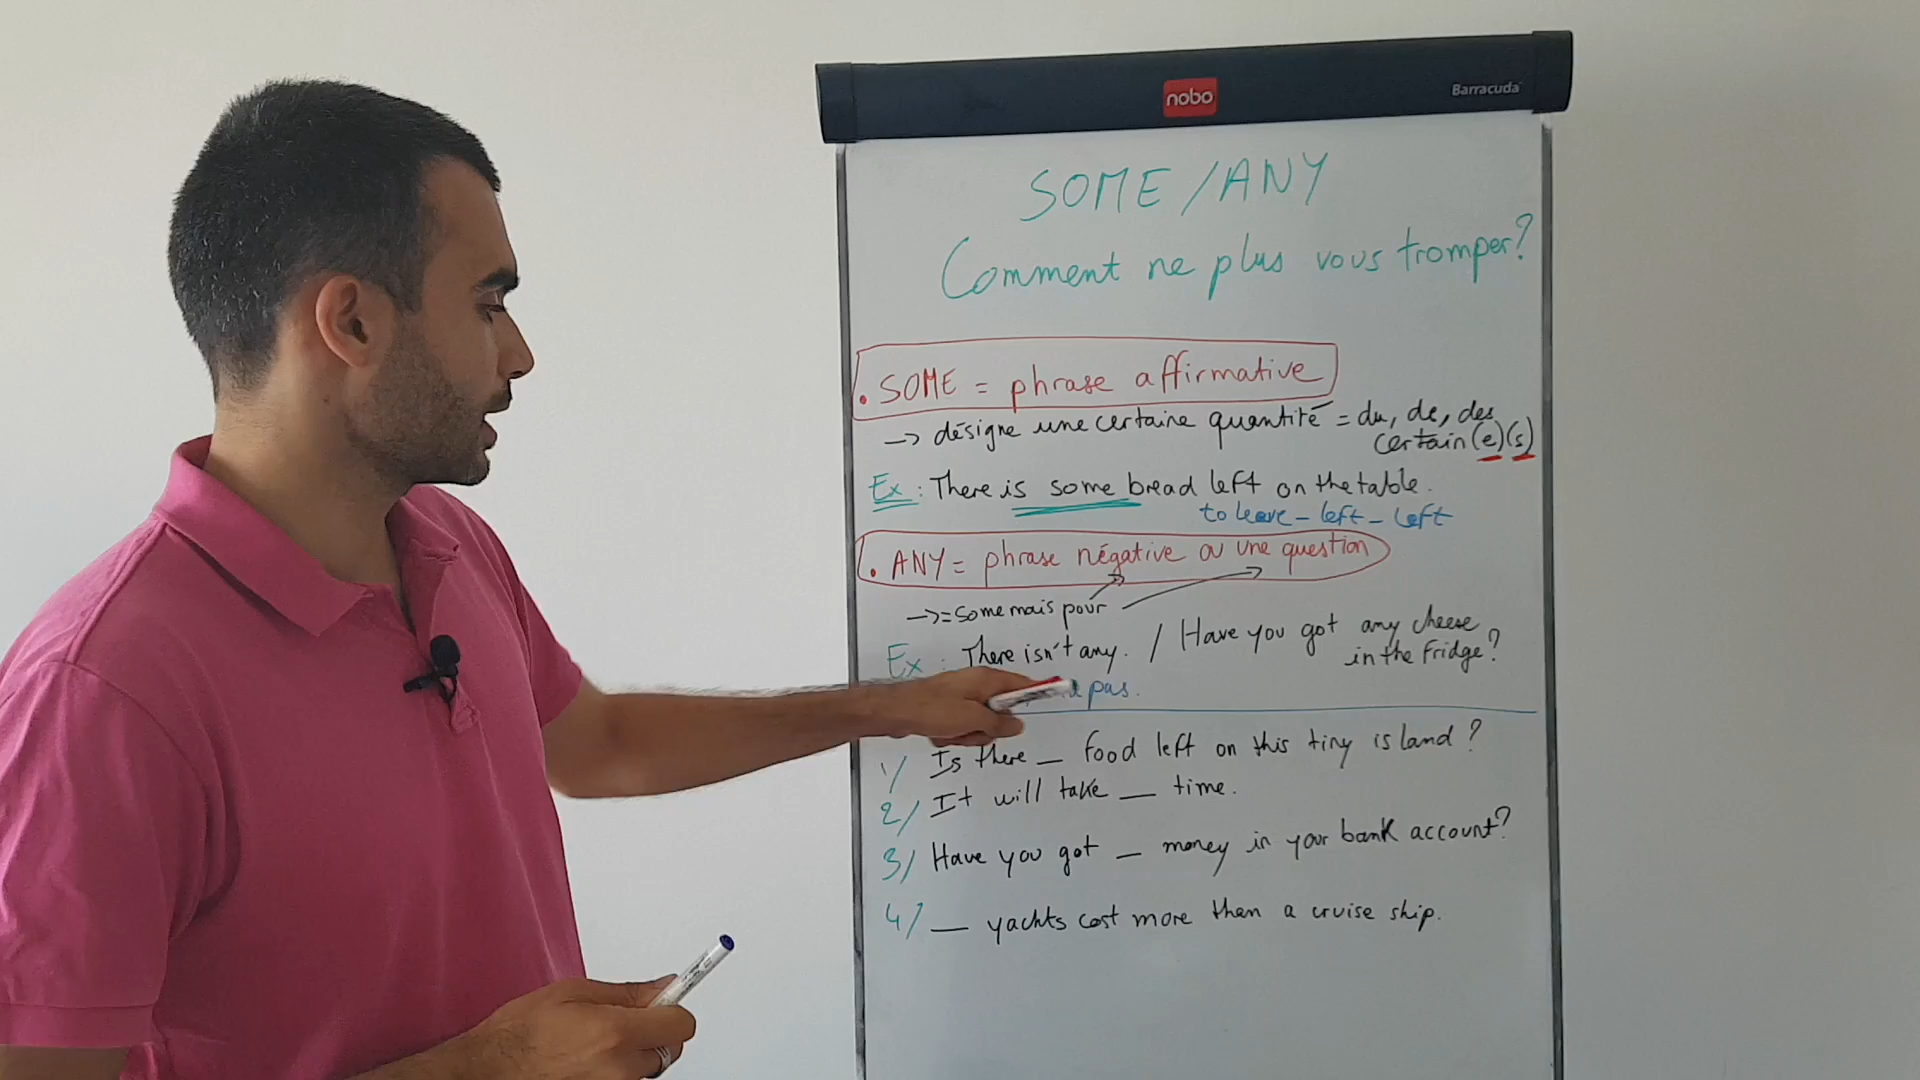 nobo
Barracuda
SOME/ANY
Comment ne plus vous tromper?
. SOME = phrase affirmative
-> désigne une certaine quantité = du, de, des
certain(e)(s)
Ex: There is some bread left on the table.
to leave - left - left
. ANY = phrase négative ou une question
->= some mais pour
Ex: There isn't any. / Have you got any cheese
in the fridge?
pas.
1/ Is there _ food left on this tiny island?
2/ It will take _ time.
3/ Have you got _ money in your bank account?
4/ _ yachts cost more then a cruise ship.